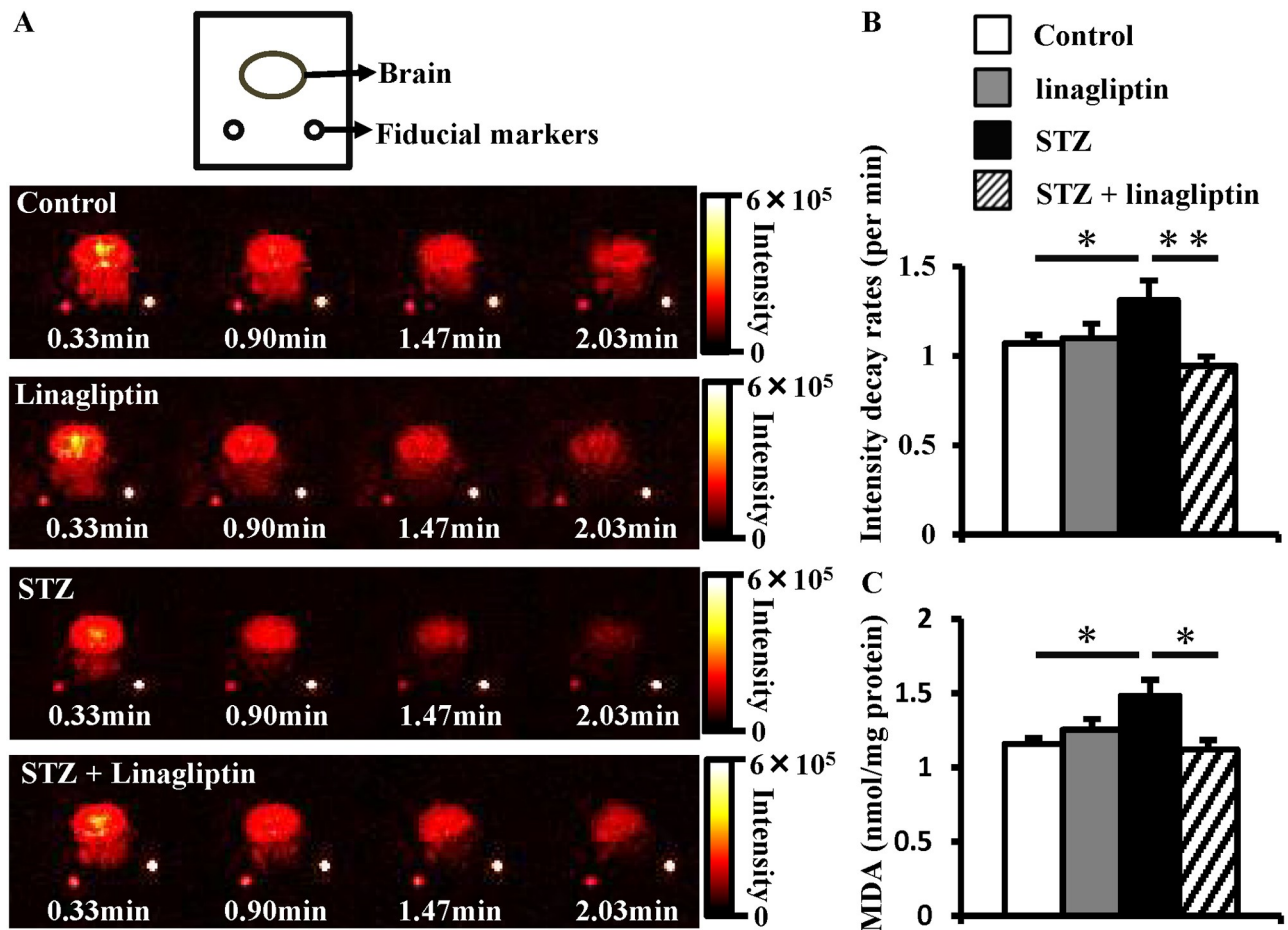 A
Brain
Fiducial markers
Control
0.33min 0.90min 1.47min 2.03min
6×10⁵
Intensity
0
Linagliptin
0.33min 0.90min 1.47min 2.03min
6×10⁵
Intensity
0
STZ
0.33min 0.90min 1.47min 2.03min
6×10⁵
Intensity
0
STZ + Linagliptin
0.33min 0.90min 1.47min 2.03min
6×10⁵
Intensity
0
B
Control
linagliptin
STZ
STZ + linagliptin
Intensity decay rates (per min)
1.5
1
0.5
0
*
* *
C
MDA (nmol/mg protein)
2
1.5
1
0.5
0
*
*